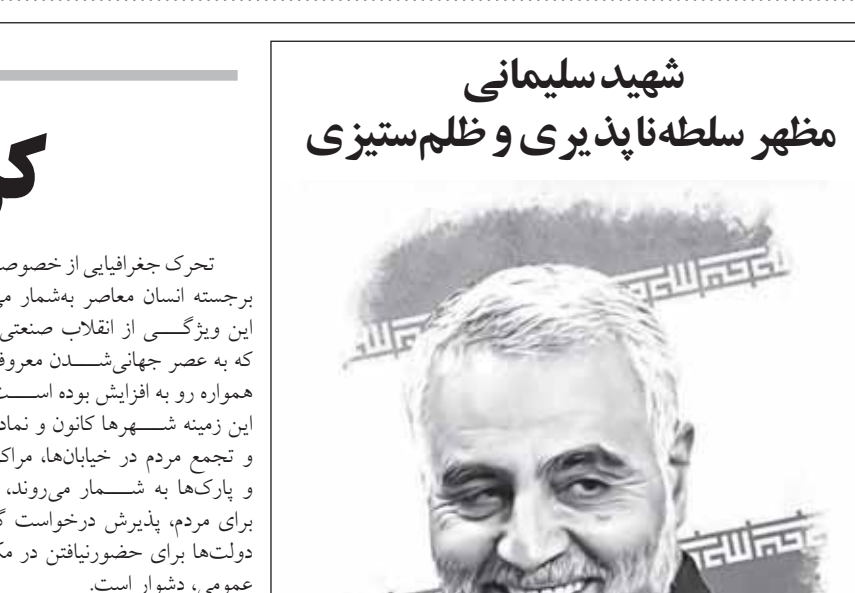 شهید سلیمانی
مظهر سلطه‌ناپذیری و ظلم‌ستیزی
تحرک جغرافیایی از
برجسته انسان معاصر به‌شمار
این ویژگی از انقلاب صنعتی
که به عصر جهانی‌شدن
همواره رو به افزایش بوده
این زمینه شهرها کانون و
و تجمع مردم در خیابان‌ها،
و پارک‌ها به شمار می‌روند،
برای مردم، پذیرش درخواست
دولت‌ها برای حضورنیافتن در
عمومی، دشوار است.